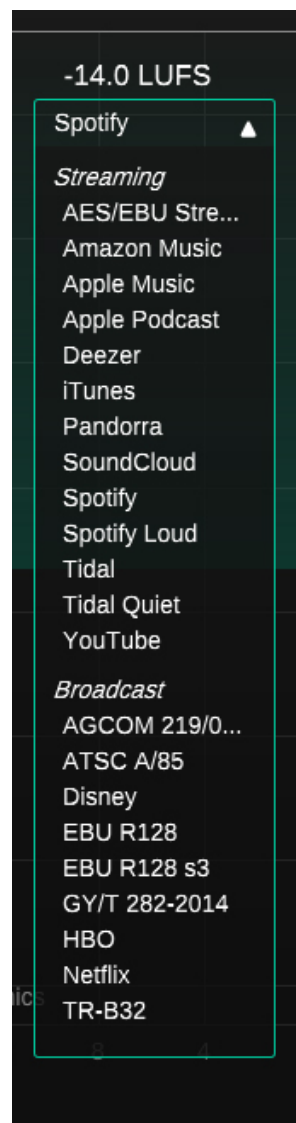 -14.0 LUFS
Spotify
Streaming
AES/EBU Stre...
Amazon Music
Apple Music
Apple Podcast
Deezer
iTunes
Pandorra
SoundCloud
Spotify
Spotify Loud
Tidal
Tidal Quiet
YouTube
Broadcast
AGCOM 219/0...
ATSC A/85
Disney
EBU R128
EBU R128 s3
GY/T 282-2014
HBO
Netflix
ics
TR-B32
8 4